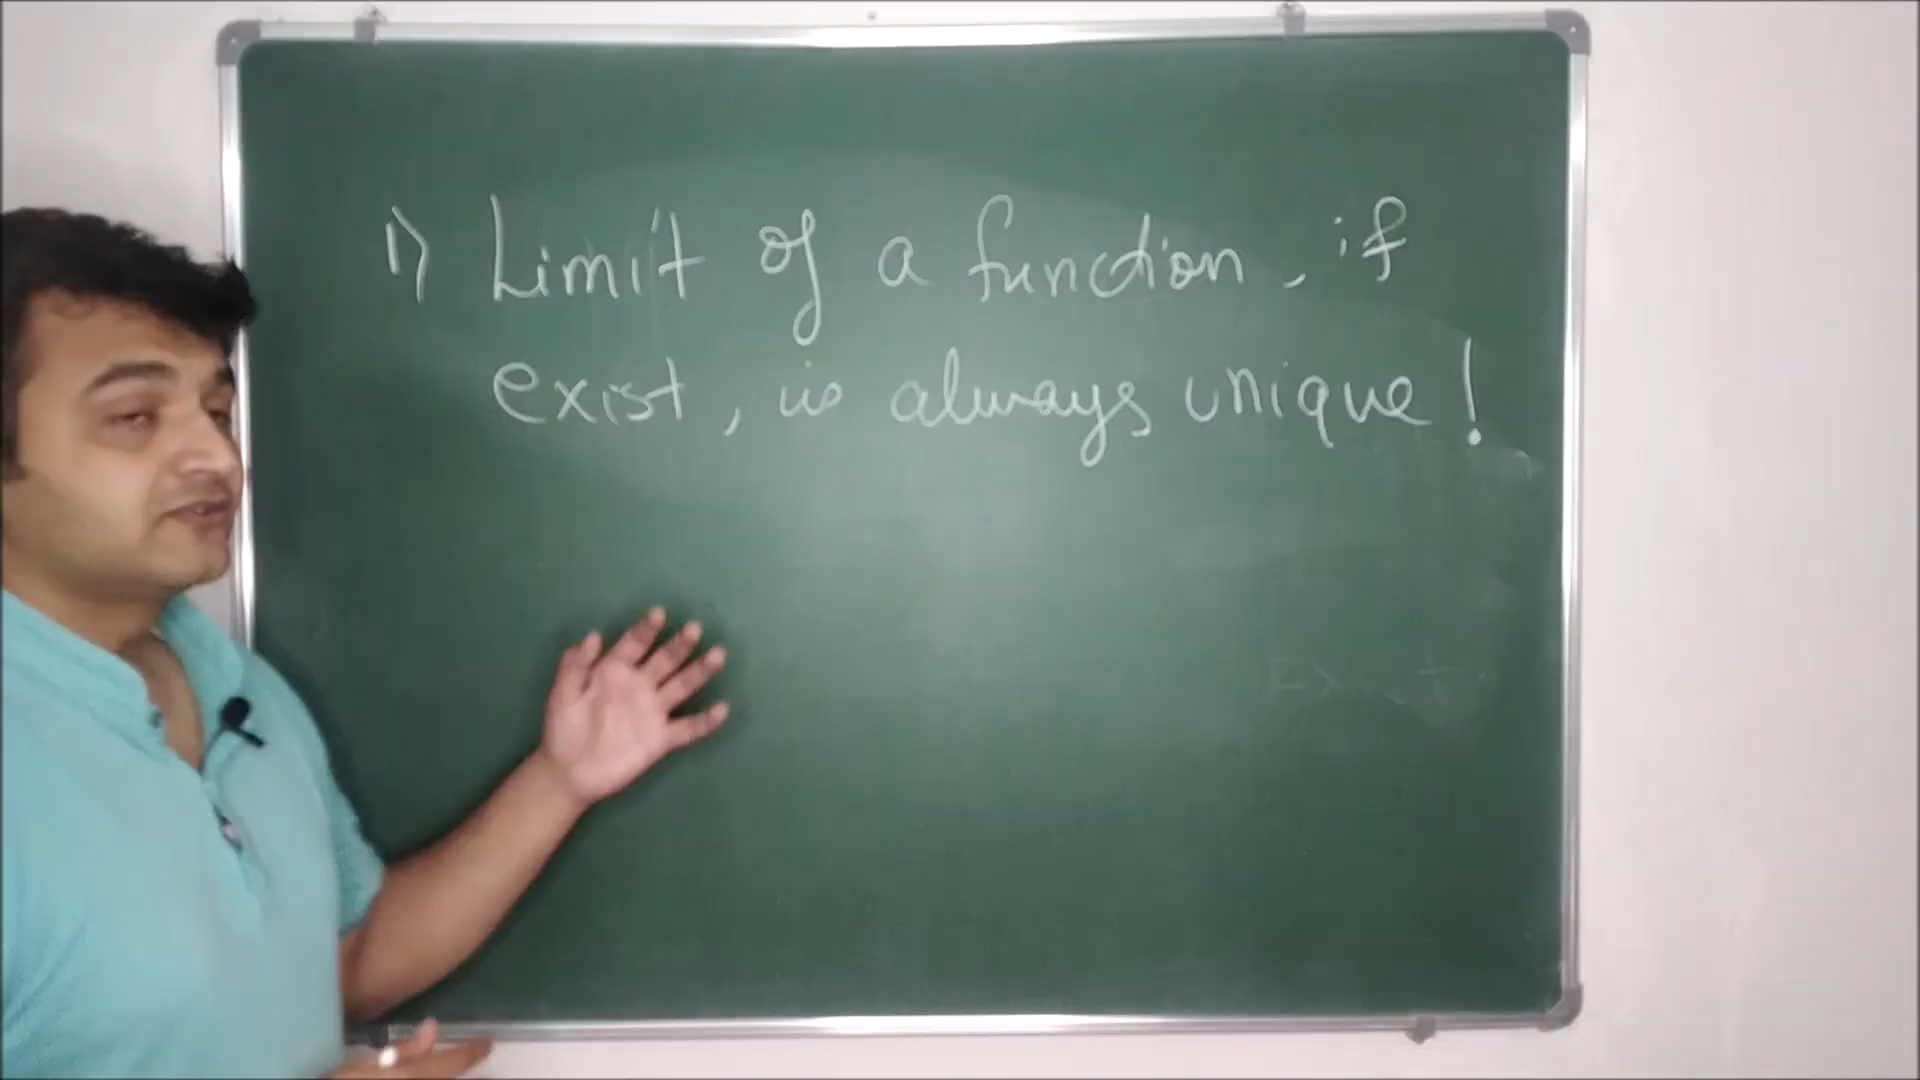 1) Limit of a function, if
exist, is always unique!